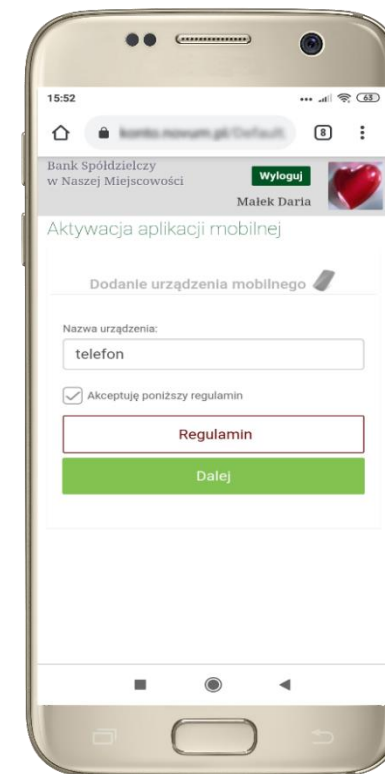 15:52
63
8
Bank Spółdzielczy
w Naszej Miejscowości
Wyloguj
Małek Daria
Aktywacja aplikacji mobilnej
Dodanie urządzenia mobilnego
Nazwa urządzenia:
telefon
Akceptuję poniższy regulamin
Regulamin
Dalej